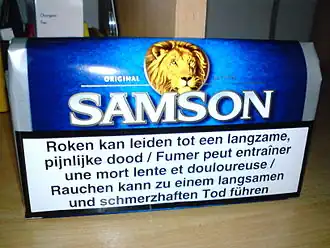 ORIGINAL
SAMSON
Roken kan leiden tot een langzame,
pijnlijke dood / Fumer peut entraîner
une mort lente et douloureuse /
Rauchen kann zu einem langsamen
und schmerzhaften Tod führen